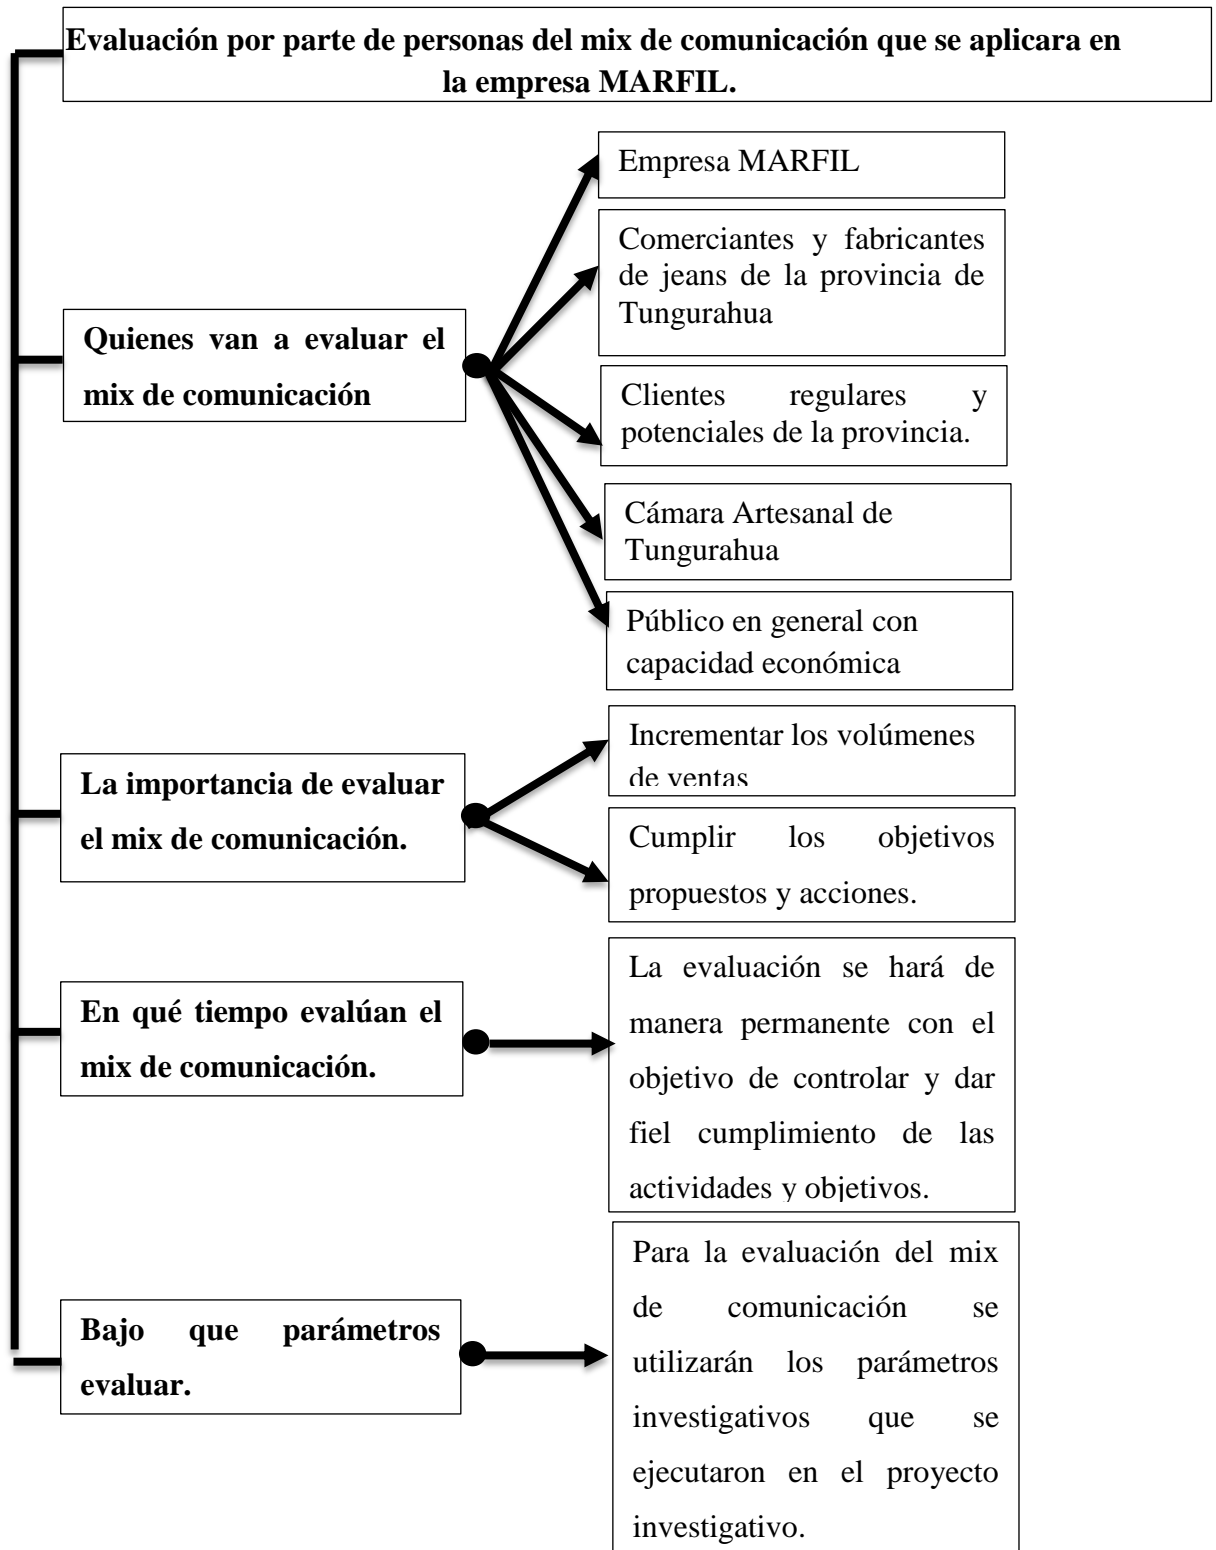 Evaluación por parte de personas del mix de comunicación que se aplicara en
la empresa MARFIL.
Quienes van a evaluar el
mix de comunicación
Empresa MARFIL
Comerciantes y fabricantes
de jeans de la provincia de
Tungurahua
Clientes regulares y
potenciales de la provincia.
Cámara Artesanal de
Tungurahua
Público en general con
capacidad económica
La importancia de evaluar
el mix de comunicación.
Incrementar los volúmenes
de ventas
Cumplir los objetivos
propuestos y acciones.
En qué tiempo evalúan el
mix de comunicación.
La evaluación se hará de
manera permanente con el
objetivo de controlar y dar
fiel cumplimiento de las
actividades y objetivos.
Bajo que parámetros
evaluar.
Para la evaluación del mix
de comunicación se
utilizarán los parámetros
investigativos que se
ejecutaron en el proyecto
investigativo.